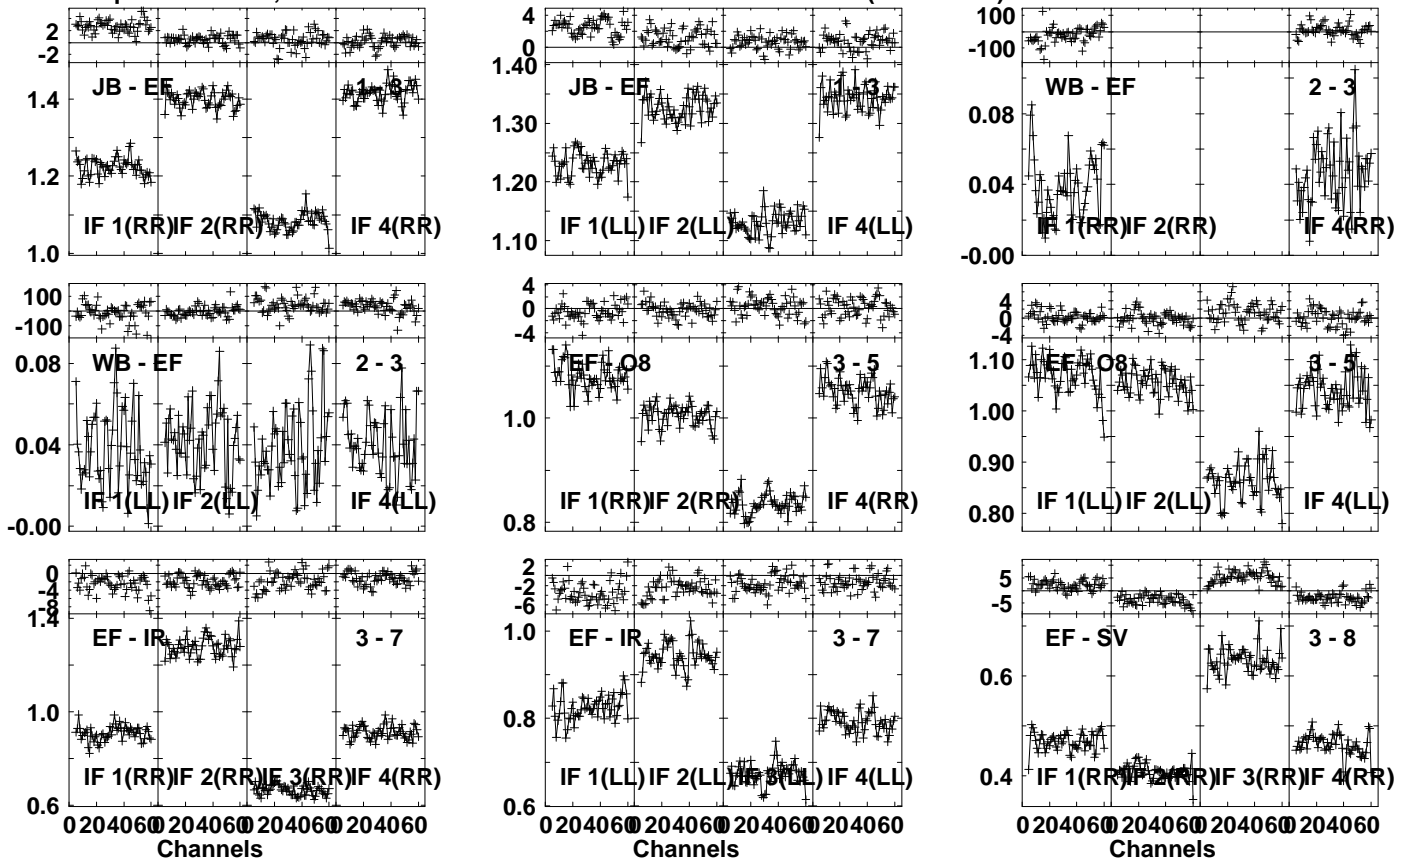 2
-2
JB - EF
1 - 3
1.4
1.2
1.0
IF 1(RR)
IF 2(RR)
IF 4(RR)
4
0
1.40
JB - EF
1 - 3
1.30
1.20
1.10
IF 1(LL)
IF 2(LL)
IF 4(LL)
100
-100
WB - EF
2 - 3
0.08
0.04
-0.00
IF 1(RR)
IF 2(RR)
IF 4(RR)
100
-100
WB - EF
2 - 3
0.08
0.04
-0.00
IF 1(LL)
IF 2(LL)
IF 4(LL)
4
0
-4
EF - O8
3 - 5
1.0
0.8
IF 1(RR)
IF 2(RR)
IF 4(RR)
4
0
-4
EF - O8
3 - 5
1.10
1.00
0.90
0.80
IF 1(LL)
IF 2(LL)
IF 4(LL)
0
-4
-8
1.4
EF - IR
3 - 7
1.0
0.6
IF 1(RR)
IF 2(RR)
IF 3(RR)
IF 4(RR)
0 204060
0 204060
0 204060
0 204060
Channels
2
-2
-6
1.0
EF - IR
3 - 7
0.8
0.6
IF 1(LL)
IF 2(LL)
IF 3(LL)
IF 4(LL)
0 204060
0 204060
0 204060
0 204060
Channels
5
-5
EF - SV
3 - 8
0.6
0.4
IF 1(RR)
IF 2(RR)
IF 3(RR)
IF 4(RR)
0 204060
0 204060
0 204060
0 204060
Channels